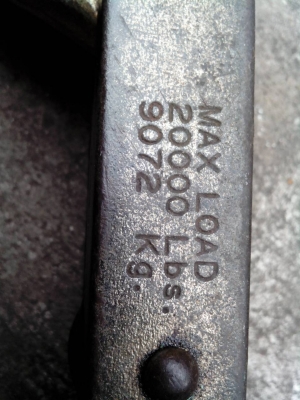 MAX LOAD
20000 Lbs.
9072 Kg.